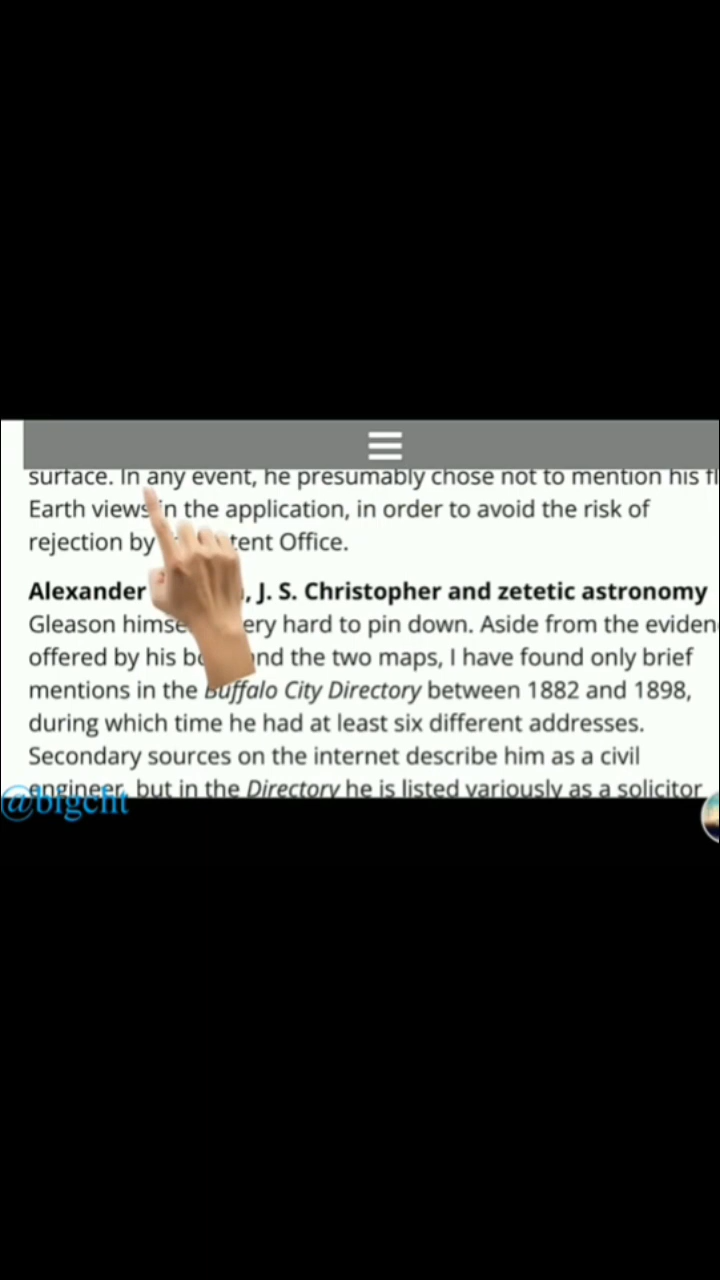 surface. In any event, he presumably chose not to mention his fl
Earth views in the application, in order to avoid the risk of
rejection by tent Office.
Alexander , J. S. Christopher and zetetic astronomy
Gleason himse ery hard to pin down. Aside from the eviden
offered by his bo nd the two maps, I have found only brief
mentions in the Buffalo City Directory between 1882 and 1898,
during which time he had at least six different addresses.
Secondary sources on the internet describe him as a civil
engineer, but in the Directory he is listed variously as a solicitor
@bfgcfit